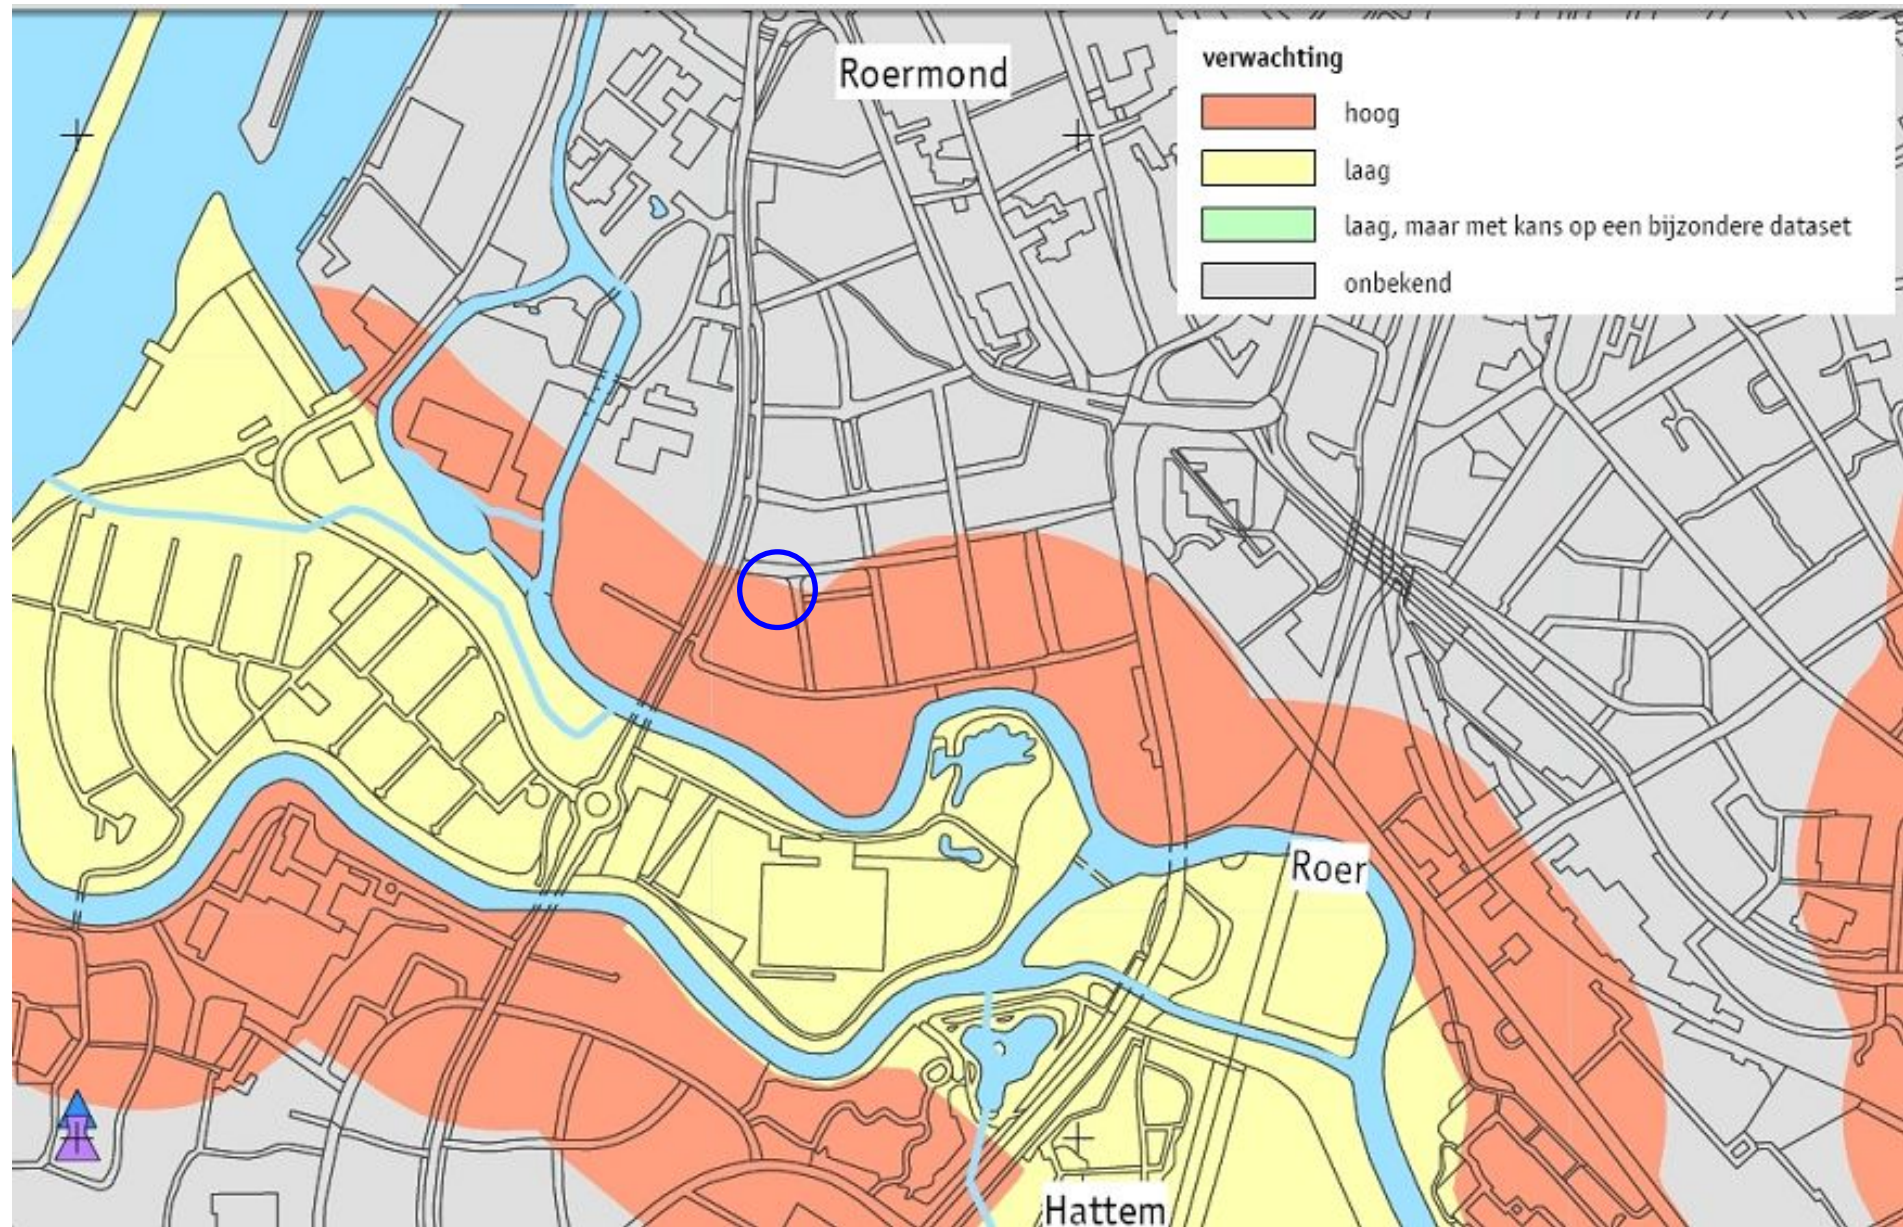 Roermond
verwachting
hoog
laag
laag, maar met kans op een bijzondere dataset
onbekend
Roer
Hattem